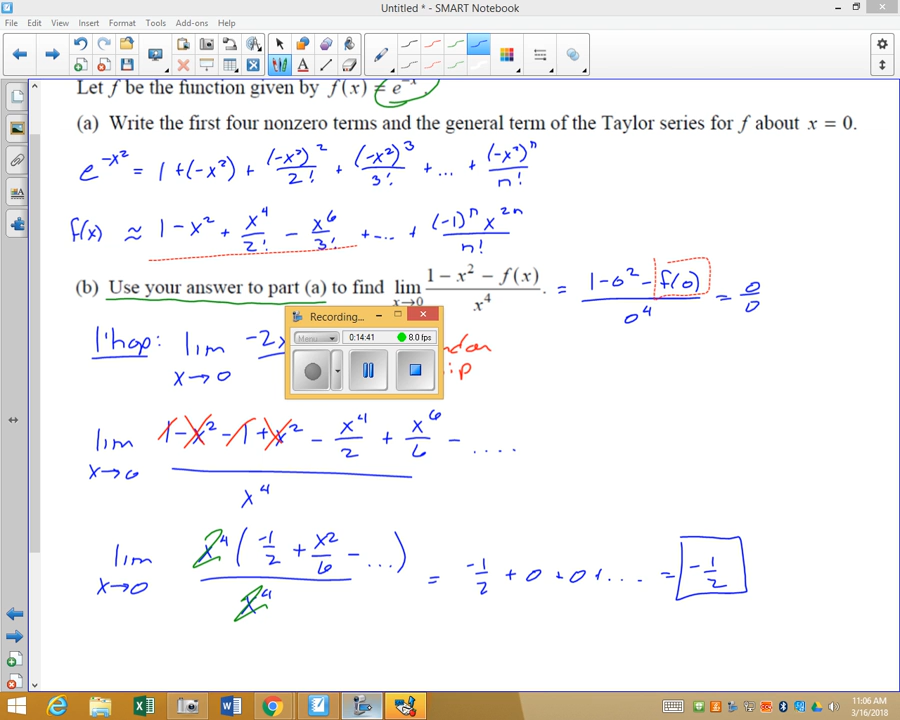 Untitled * - SMART Notebook
File Edit View Insert Format Tools Add-ons Help
Let f be the function given by f(x) = e^{-x
(a) Write the first four nonzero terms and the general term of the Taylor series for f about x = 0.
e^{-x²} = 1 + (-x²) + (-x²)²/2! + (-x²)³/3! + ... + (-x²)ⁿ/n!
f(x) ≈ 1 - x² + x⁴/2! - x⁶/3! + ... + (-1)ⁿ x²ⁿ/n!
(b) Use your answer to part (a) to find lim x→0 (1 - x² - f(x))/x⁴. = (1 - 0² - f(0))/0⁴ = 0/0
Recording...
Menu
0:14:41 8.0 fps
l'hop: lim x→0 -2x
lim x→0 (1 - x² - 1 + x² - x⁴/2 + x⁶/6 - ....)/x⁴
lim x→0 x⁴(-1/2 + x²/6 - ...)/x⁴ = -1/2 + 0 + 0 + ... = -1/2
11:06 AM
3/16/2018